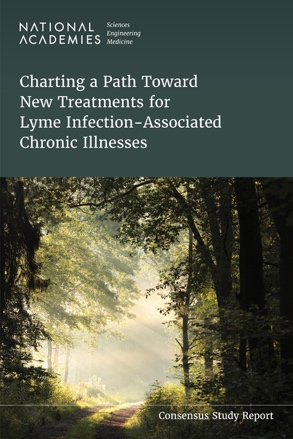 NATIONAL
ACADEMIES
Sciences
Engineering
Medicine
Charting a Path Toward
New Treatments for
Lyme Infection-Associated
Chronic Illnesses
Consensus Study Report